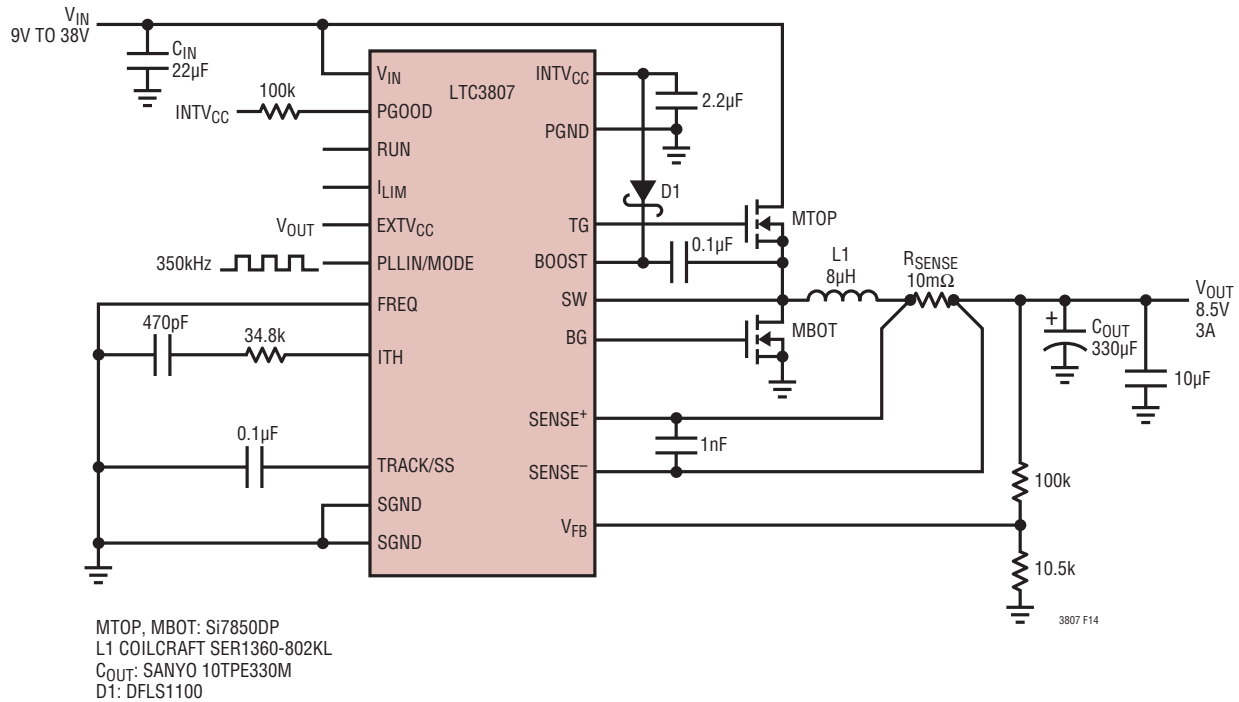 VIN
9V TO 38V
CIN
22µF
100k
INTVCC
VIN
PGOOD
RUN
ILIM
VOUT
EXTVCC
350kHz
PLLIN/MODE
FREQ
470pF
34.8k
ITH
0.1µF
TRACK/SS
SGND
SGND
LTC3807
INTVCC
2.2µF
PGND
D1
TG
MTOP
BOOST
0.1µF
SW
L1
8µH
RSENSE
10mΩ
BG
MBOT
VOUT
8.5V
3A
+
COUT
330µF
10µF
SENSE+
1nF
SENSE–
100k
VFB
10.5k
3807 F14
MTOP, MBOT: Si7850DP
L1 COILCRAFT SER1360-802KL
COUT: SANYO 10TPE330M
D1: DFLS1100